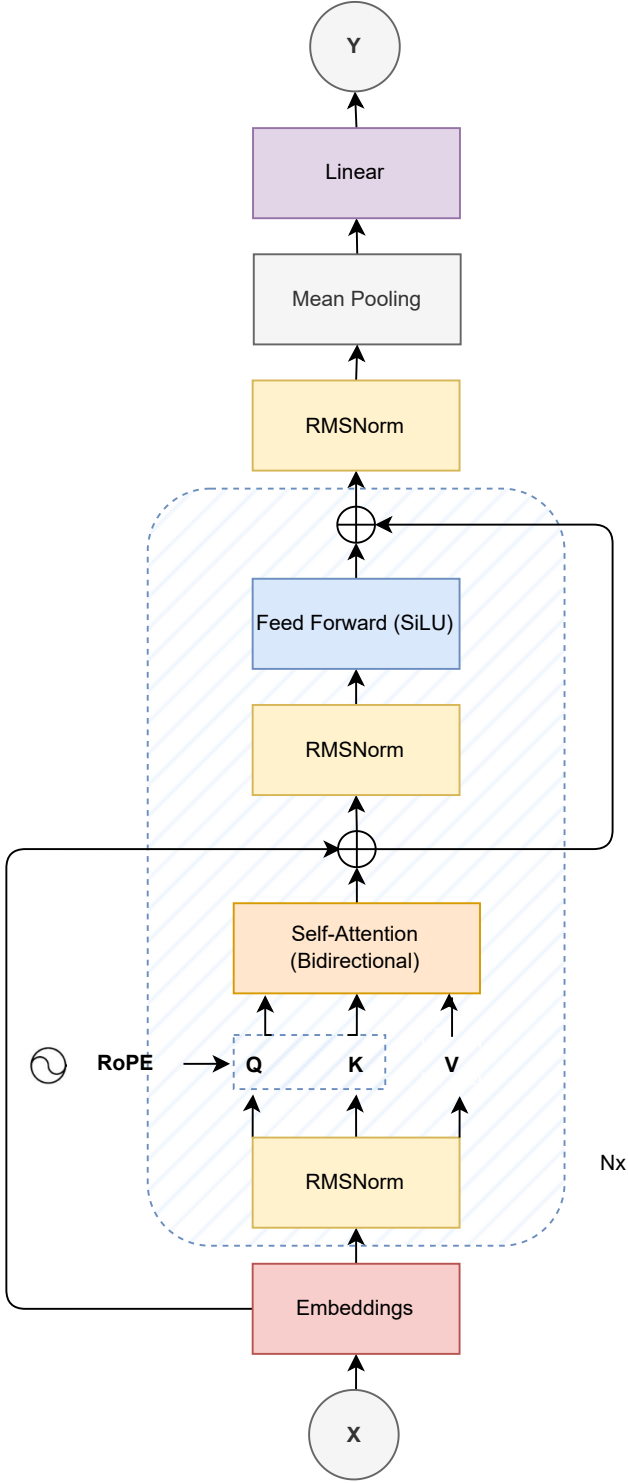 Y
Linear
Mean Pooling
RMSNorm
Feed Forward (SiLU)
RMSNorm
Self-Attention
(Bidirectional)
RoPE
Q
K
V
RMSNorm
Nx
Embeddings
X